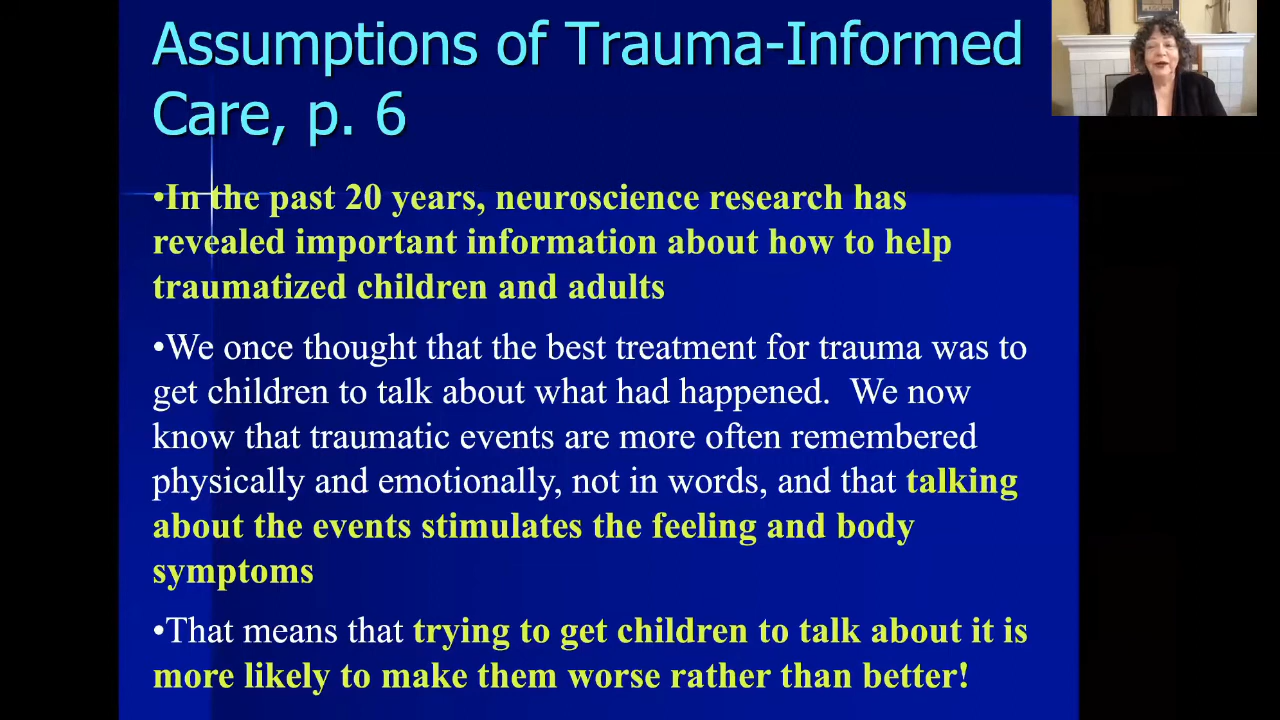 Assumptions of Trauma-Informed
Care, p. 6
•In the past 20 years, neuroscience research has
revealed important information about how to help
traumatized children and adults
•We once thought that the best treatment for trauma was to
get children to talk about what had happened.  We now
know that traumatic events are more often remembered
physically and emotionally, not in words, and that talking
about the events stimulates the feeling and body
symptoms
•That means that trying to get children to talk about it is
more likely to make them worse rather than better!